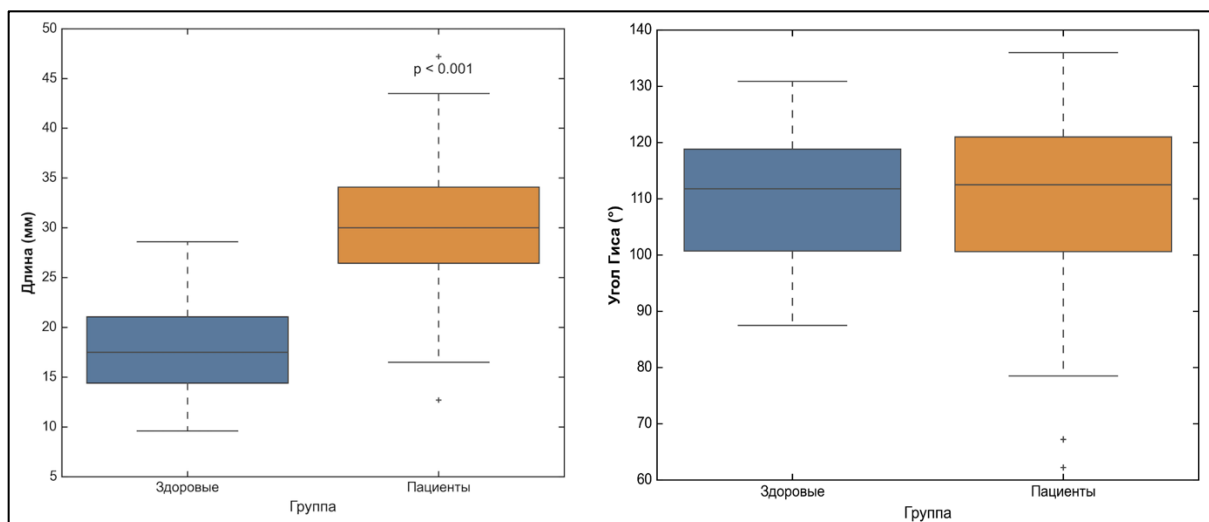 50
45
40
35
30
25
20
15
10
5
Длина (мм)
p < 0.001
Здоровые
Пациенты
Группа
140
130
120
110
100
90
80
70
60
Угол Гиса (°)
Здоровые
Пациенты
Группа